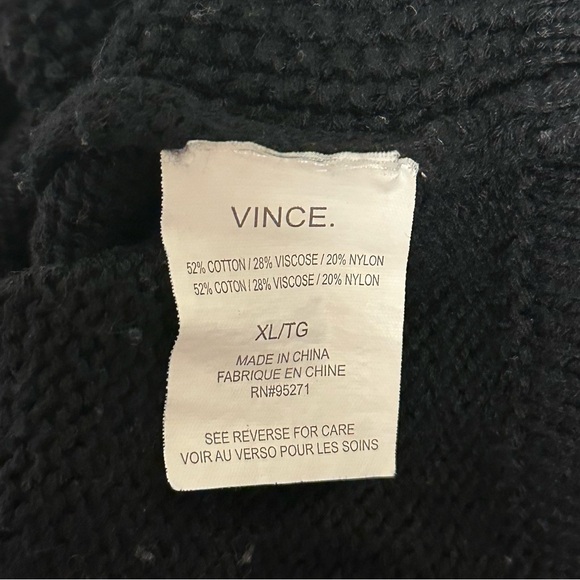 VINCE.
52% COTTON / 28% VISCOSE / 20% NYLON
52% COTON / 28% VISCOSE / 20% NYLON
XL/TG
MADE IN CHINA
FABRIQUE EN CHINE
RN#95271
SEE REVERSE FOR CARE
VOIR AU VERSO POUR LES SOINS